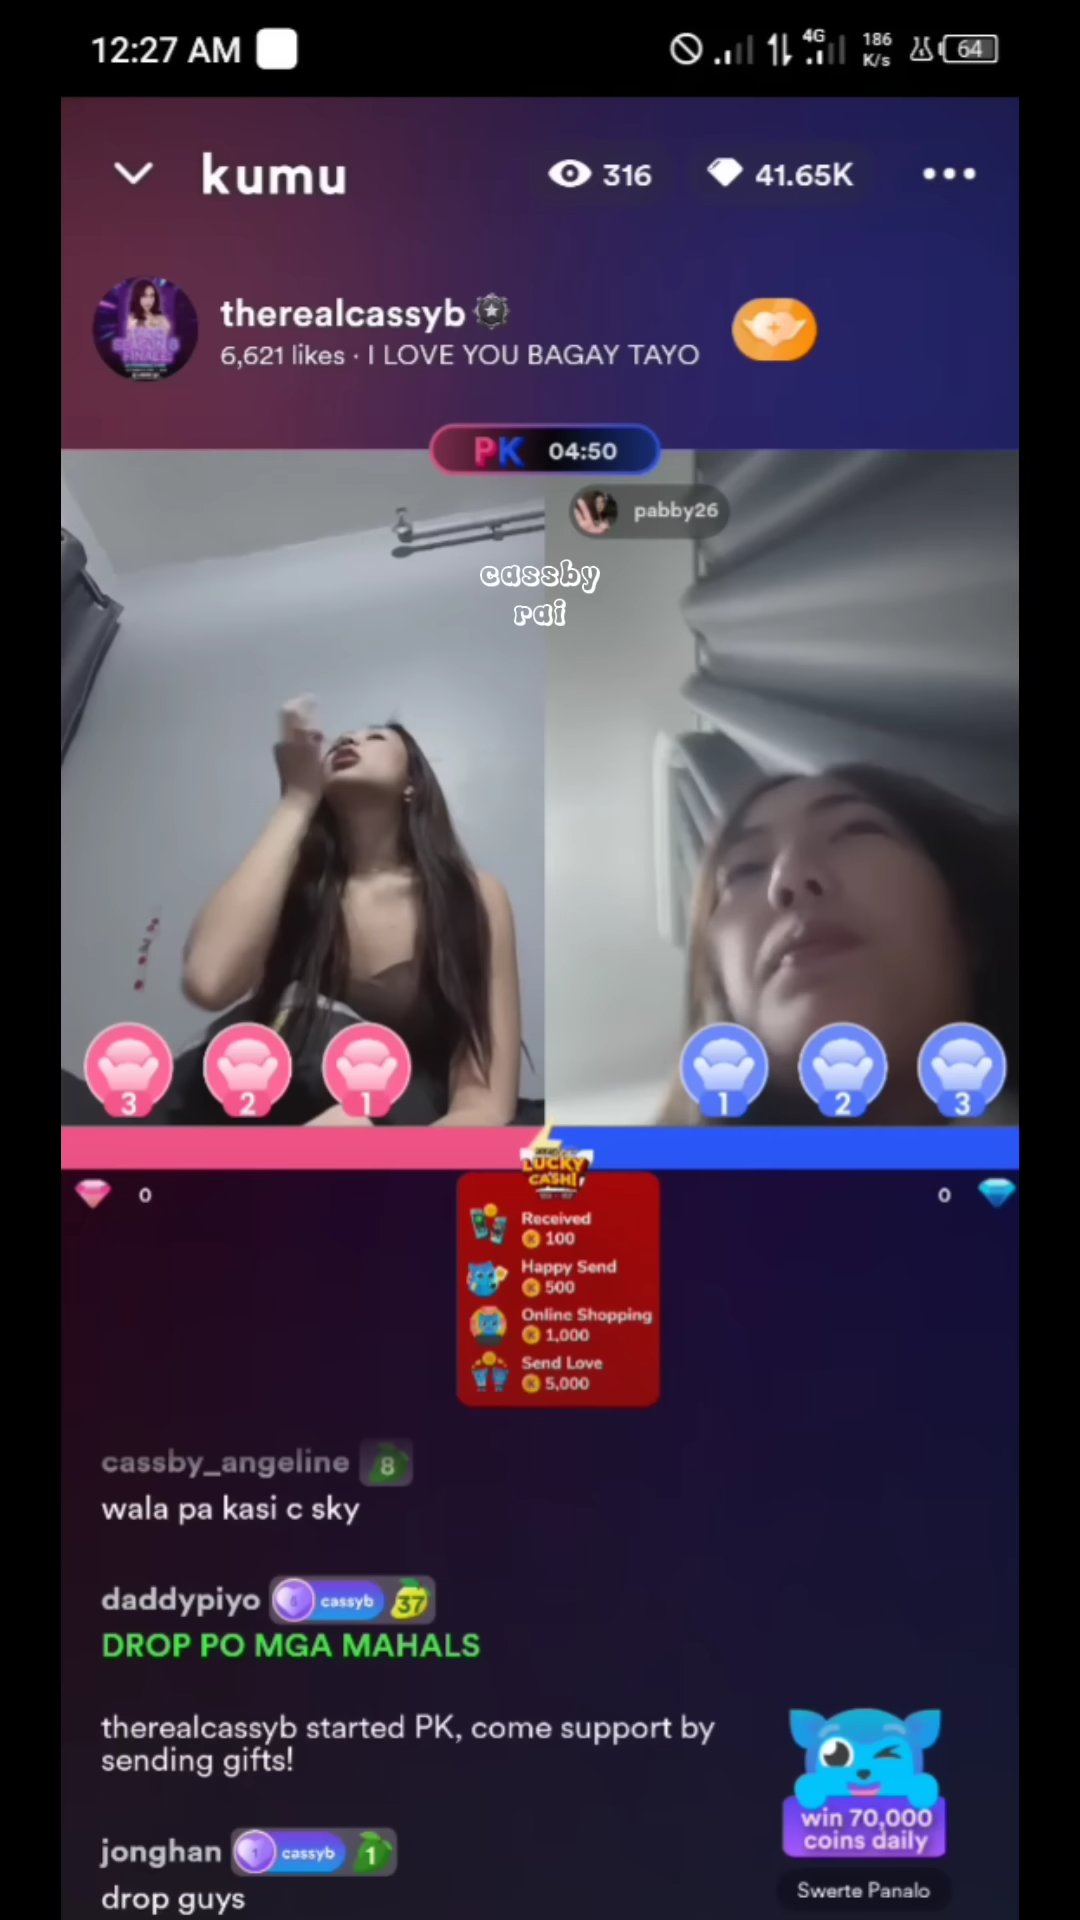 12:27 AM
4G
186
K/s
64
kumu
316
41.65K
therealcassyb
6,621 likes · I LOVE YOU BAGAY TAYO
PK 04:50
pabby26
cassby
rai
3
2
1
1
2
3
LUCKY
CASH!
0
0
Received
100
Happy Send
500
Online Shopping
1,000
Send Love
5,000
cassby_angeline 8
wala pa kasi c sky
daddypiyo cassyb 37
DROP PO MGA MAHALS
therealcassyb started PK, come support by
sending gifts!
win 70,000
coins daily
jonghan 1 cassyb 1
Swerte Panalo
drop guys